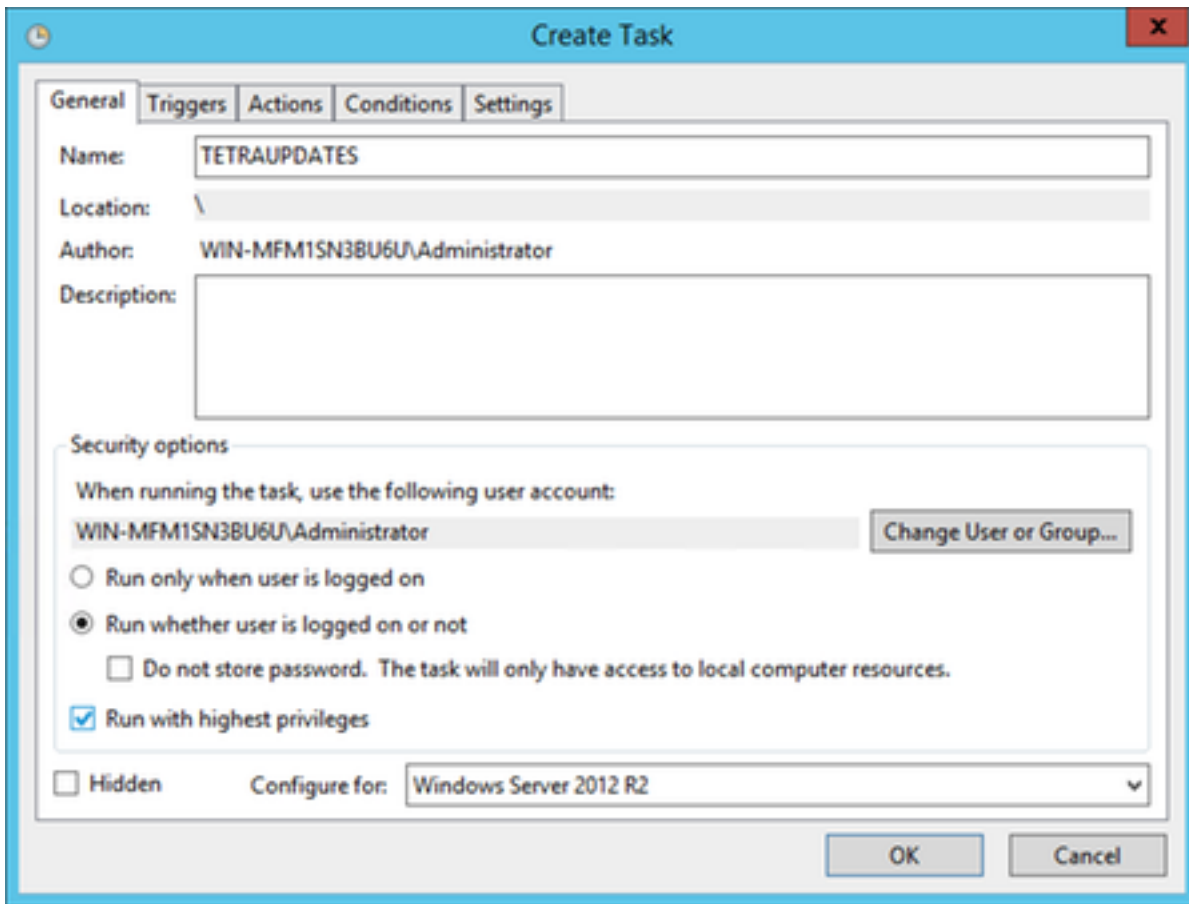 Create Task
x
General Triggers Actions Conditions Settings
Name: TETRAUPDATES
Location: \
Author: WIN-MFM1SN3BU6U\Administrator
Description:
Security options
When running the task, use the following user account:
WIN-MFM1SN3BU6U\Administrator Change User or Group...
Run only when user is logged on
Run whether user is logged on or not
Do not store password. The task will only have access to local computer resources.
Run with highest privileges
Hidden Configure for: Windows Server 2012 R2
OK Cancel